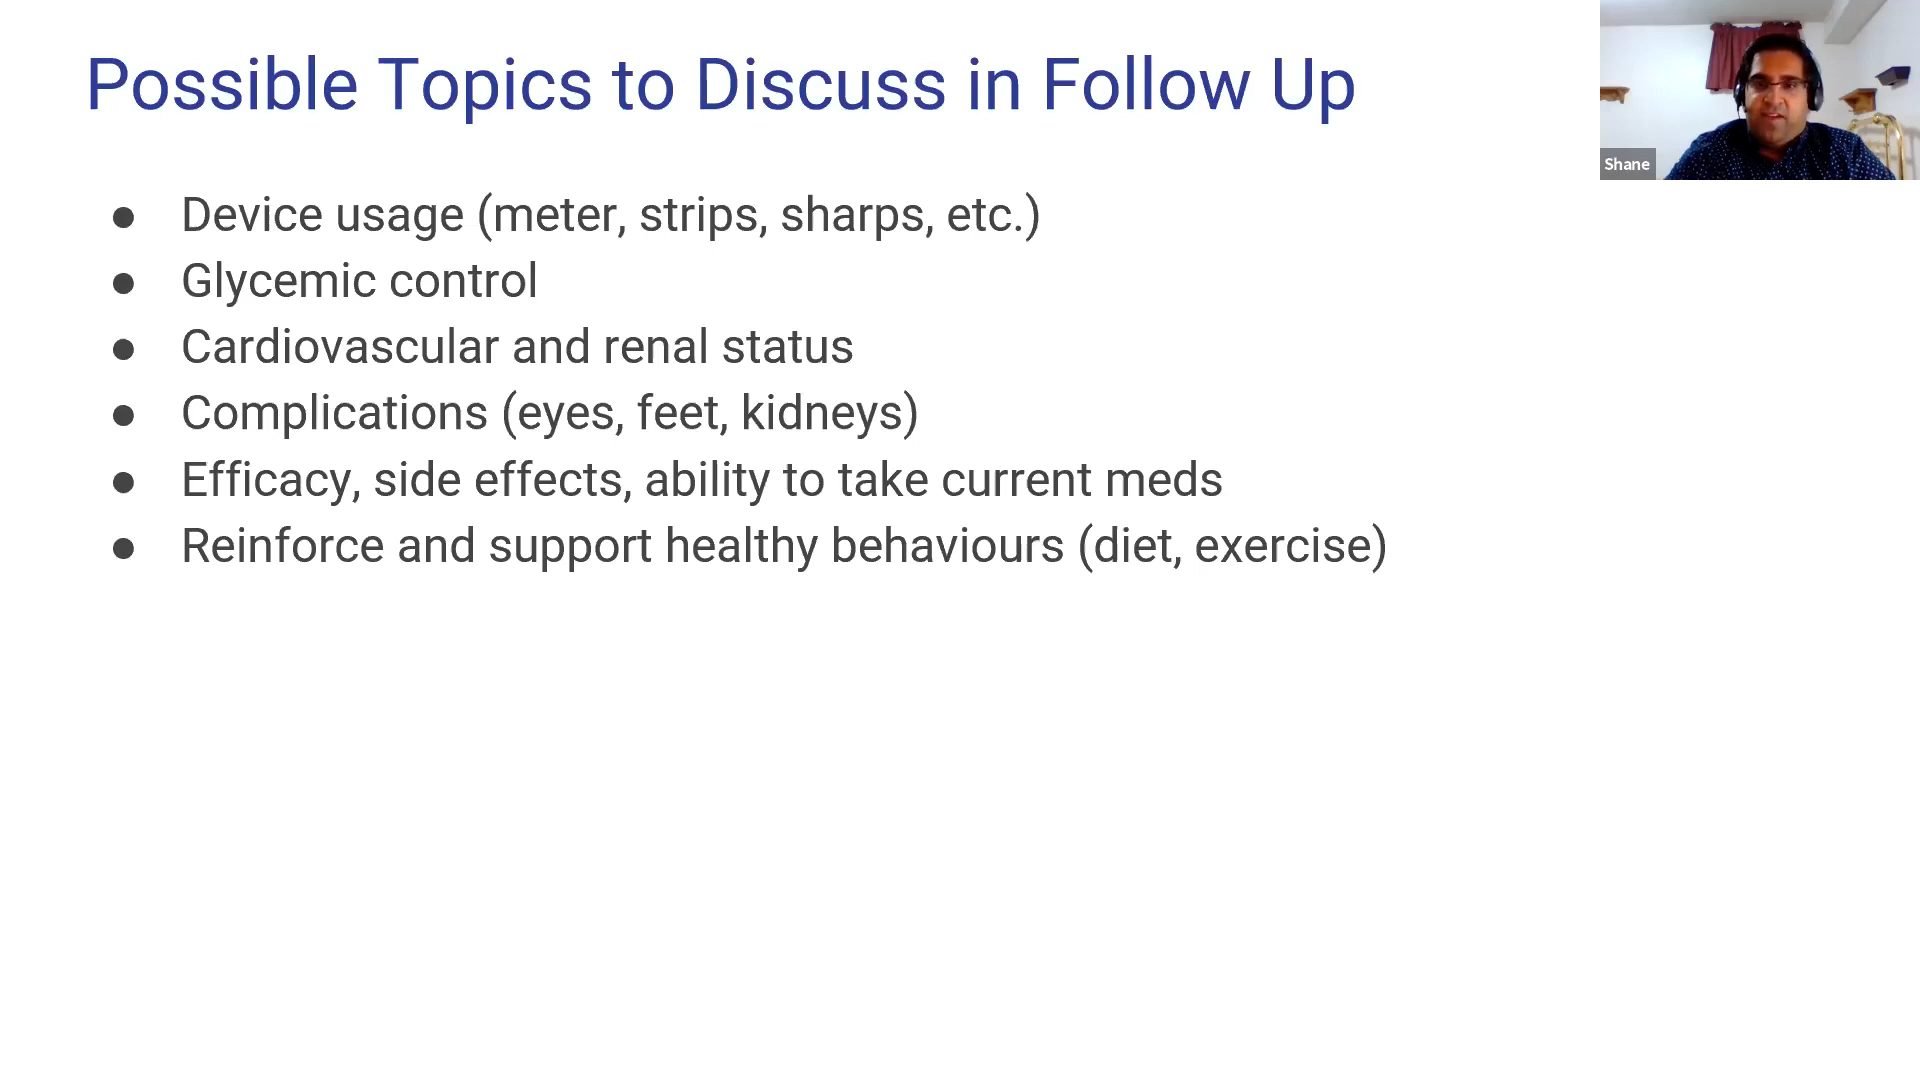 Possible Topics to Discuss in Follow Up
Shane
● Device usage (meter, strips, sharps, etc.)
● Glycemic control
● Cardiovascular and renal status
● Complications (eyes, feet, kidneys)
● Efficacy, side effects, ability to take current meds
● Reinforce and support healthy behaviours (diet, exercise)